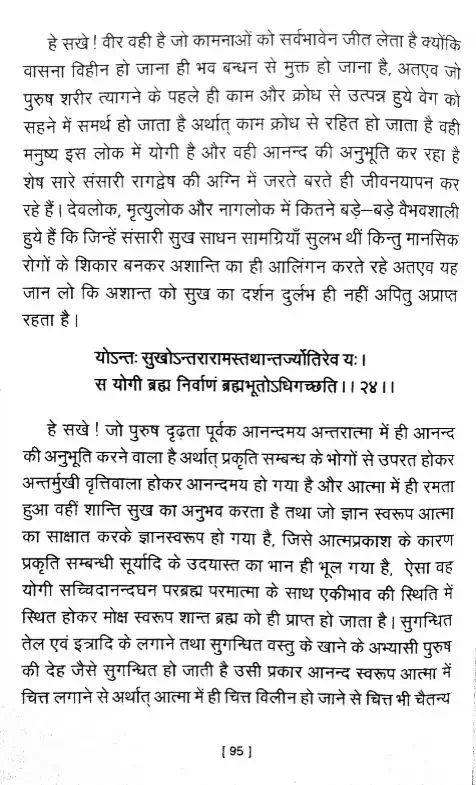 हे सखे ! वीर वही है जो कामनाओं को सर्वभावेन जीत लेता है क्योंकि
वासना विहीन हो जाना ही भव बन्धन से मुक्त हो जाना है, अतएव जो
पुरुष शरीर त्यागने के पहले ही काम और क्रोध से उत्पन्न हुये वेग को
सहने में समर्थ हो जाता है अर्थात् काम क्रोध से रहित हो जाता है वही
मनुष्य इस लोक में योगी है और वही आनन्द की अनुभूति कर रहा है
शेष सारे संसारी रागद्वेष की अग्नि में जरते बरते ही जीवनयापन कर
रहे हैं। देवलोक, मृत्युलोक और नागलोक में कितने बड़े–बड़े वैभवशाली
हुये हैं कि जिन्हें संसारी सुख साधन सामग्रियाँ सुलभ थीं किन्तु मानसिक
रोगों के शिकार बनकर अशान्ति का ही आलिंगन करते रहे अतएव यह
जान लो कि अशान्त को सुख का दर्शन दुर्लभ ही नहीं अपितु अप्राप्त
रहता है।
योऽन्तः सुखोऽन्तरारामस्तथान्तर्ज्योतिरेव यः।
स योगी ब्रह्म निर्वाणं ब्रह्मभूतोऽधिगच्छति।। २४।।
हे सखे ! जो पुरुष दृढ़ता पूर्वक आनन्दमय अन्तरात्मा में ही आनन्द
की अनुभूति करने वाला है अर्थात् प्रकृति सम्बन्ध के भोगों से उपरत होकर
अन्तर्मुखी वृत्तिवाला होकर आनन्दमय हो गया है और आत्मा में ही रमता
हुआ वहीं शान्ति सुख का अनुभव करता है तथा जो ज्ञान स्वरूप आत्मा
का साक्षात करके ज्ञानस्वरूप हो गया है, जिसे आत्मप्रकाश के कारण
प्रकृति सम्बन्धी सूर्यादि के उदयास्त का भान ही भूल गया है, ऐसा वह
योगी सच्चिदानन्दघन परब्रह्म परमात्मा के साथ एकीभाव की स्थिति में
स्थित होकर मोक्ष स्वरूप शान्त ब्रह्म को ही प्राप्त हो जाता है। सुगन्धित
तेल एवं इत्रादि के लगाने तथा सुगन्धित वस्तु के खाने के अभ्यासी पुरुष
की देह जैसे सुगन्धित हो जाती है उसी प्रकार आनन्द स्वरूप आत्मा में
चित्त लगाने से अर्थात् आत्मा में ही चित्त विलीन हो जाने से चित्त भी चैतन्य
[ 95 ]